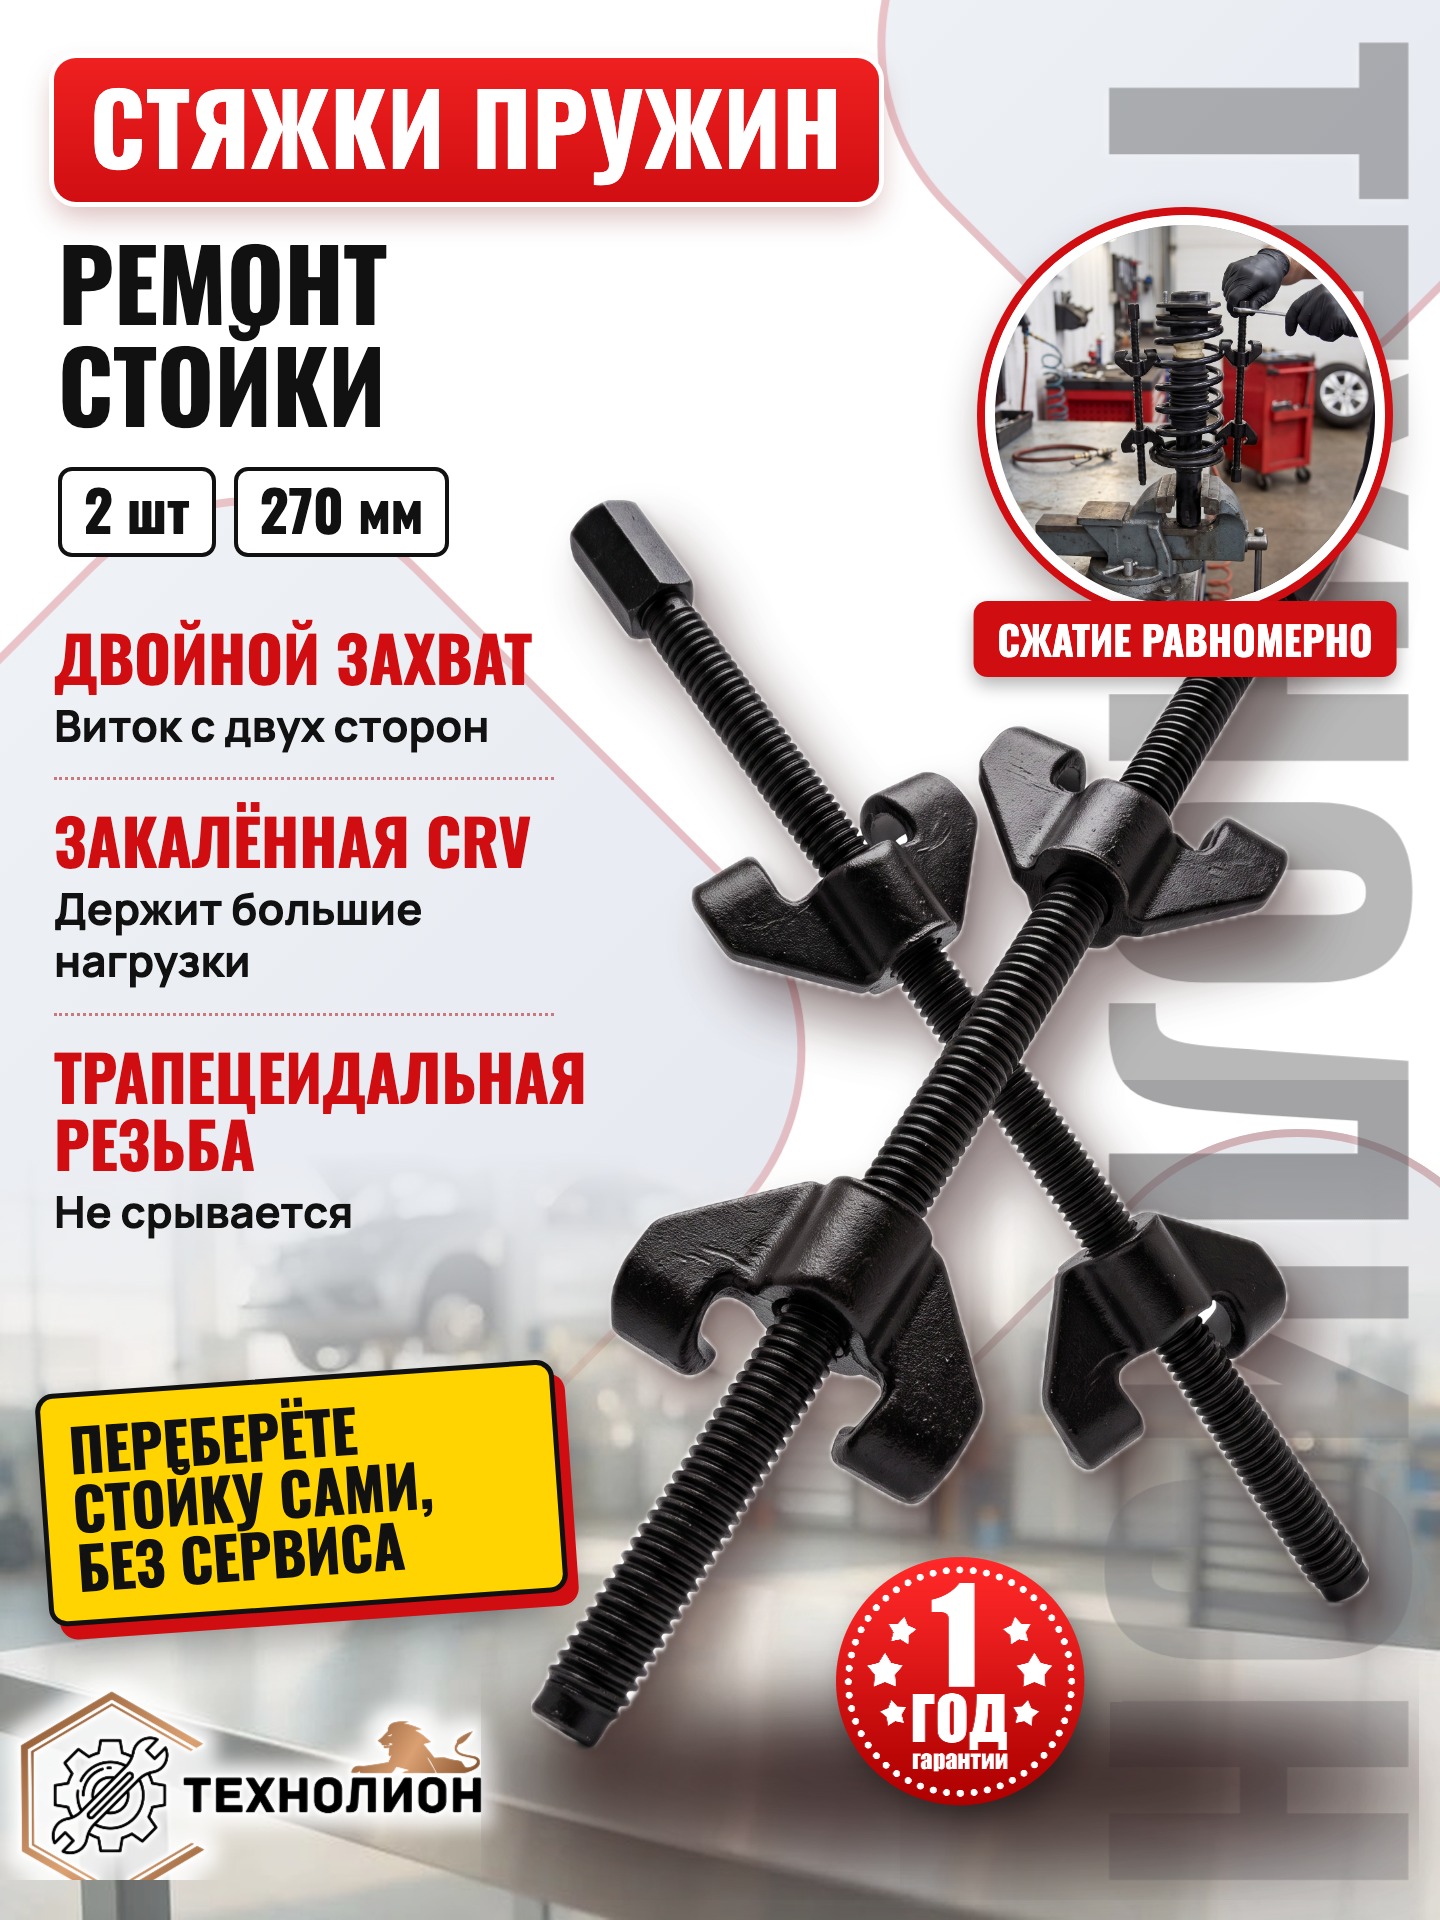 СТЯЖКИ ПРУЖИН
РЕМОНТ
СТОЙКИ
2 шт
270 мм
СЖАТИЕ РАВНОМЕРНО
ДВОЙНОЙ ЗАХВАТ
Виток с двух сторон
ЗАКАЛЁННАЯ CRV
Держит большие
нагрузки
ТРАПЕЦЕИДАЛЬНАЯ
РЕЗЬБА
Не срывается
ПЕРЕБЕРЁТЕ
СТОЙКУ САМИ,
БЕЗ СЕРВИСА
1
ГОД
гарантии
ТЕХНОЛИОН